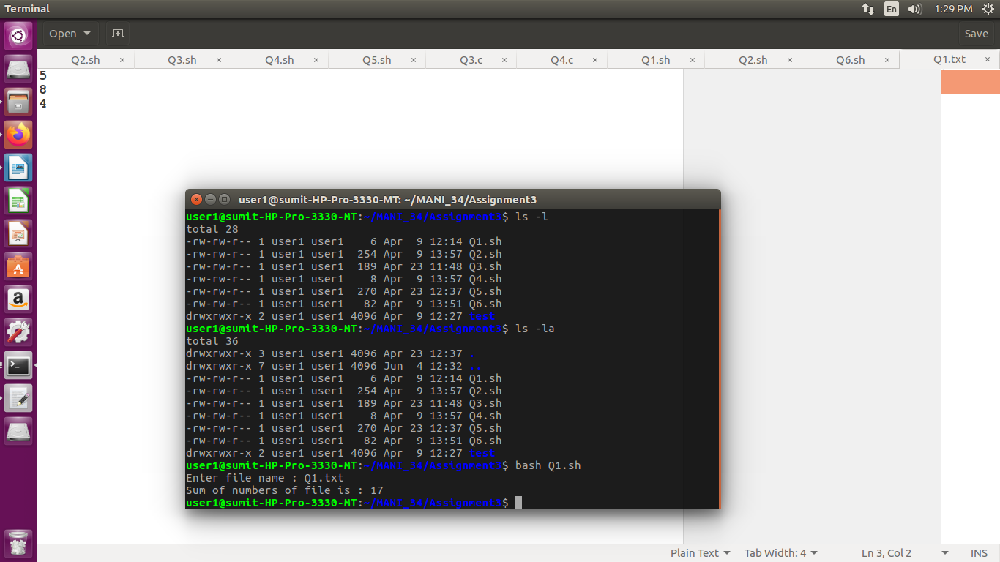 Terminal En 1:29 PM
Open Save
Q2.sh × Q3.sh × Q4.sh × Q5.sh × Q3.c × Q4.c × Q1.sh × Q2.sh × Q6.sh × Q1.txt ×
5
8
4
user1@sumit-HP-Pro-3330-MT: ~/MANI_34/Assignment3
user1@sumit-HP-Pro-3330-MT:~/MANI_34/Assignment3$ ls -l
total 28
-rw-rw-r-- 1 user1 user1    6 Apr  9 12:14 Q1.sh
-rw-rw-r-- 1 user1 user1  254 Apr  9 13:57 Q2.sh
-rw-rw-r-- 1 user1 user1  189 Apr 23 11:48 Q3.sh
-rw-rw-r-- 1 user1 user1    8 Apr  9 13:57 Q4.sh
-rw-rw-r-- 1 user1 user1  270 Apr 23 12:37 Q5.sh
-rw-rw-r-- 1 user1 user1   82 Apr  9 13:51 Q6.sh
drwxrwxr-x 2 user1 user1 4096 Apr  9 12:27 test
user1@sumit-HP-Pro-3330-MT:~/MANI_34/Assignment3$ ls -la
total 36
drwxrwxr-x 3 user1 user1 4096 Apr 23 12:37 .
drwxrwxr-x 7 user1 user1 4096 Jun  4 12:32 ..
-rw-rw-r-- 1 user1 user1    6 Apr  9 12:14 Q1.sh
-rw-rw-r-- 1 user1 user1  254 Apr  9 13:57 Q2.sh
-rw-rw-r-- 1 user1 user1  189 Apr 23 11:48 Q3.sh
-rw-rw-r-- 1 user1 user1    8 Apr  9 13:57 Q4.sh
-rw-rw-r-- 1 user1 user1  270 Apr 23 12:37 Q5.sh
-rw-rw-r-- 1 user1 user1   82 Apr  9 13:51 Q6.sh
drwxrwxr-x 2 user1 user1 4096 Apr  9 12:27 test
user1@sumit-HP-Pro-3330-MT:~/MANI_34/Assignment3$ bash Q1.sh
Enter file name : Q1.txt
Sum of numbers of file is : 17
user1@sumit-HP-Pro-3330-MT:~/MANI_34/Assignment3$
Plain Text Tab Width: 4 Ln 3, Col 2 INS